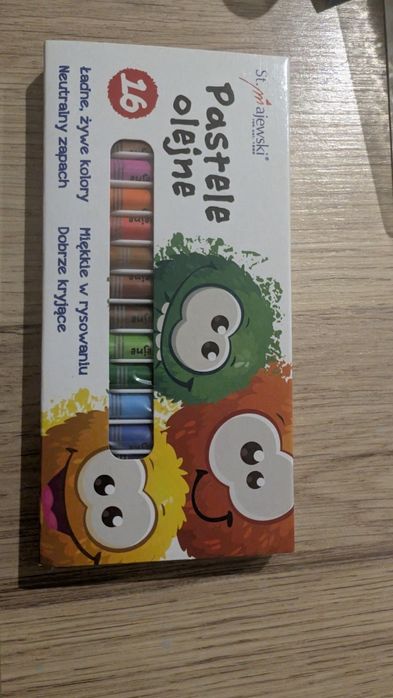 St.Majewski®
Pastele
olejne
16
Ładne, żywe kolory
Neutralny zapach
Miękkie w rysowaniu
Dobrze kryjące